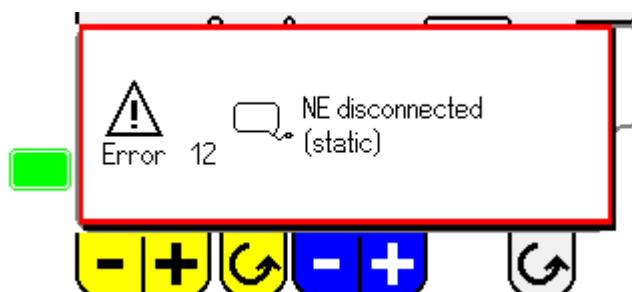 NE disconnected
(static)
Error 12
- +
- +